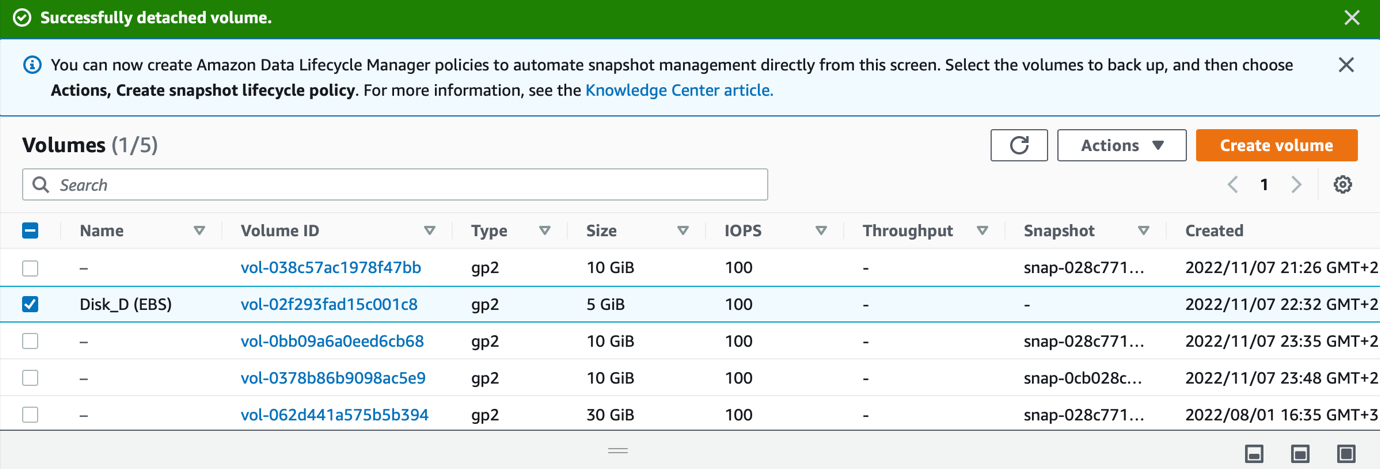 Successfully detached volume.
You can now create Amazon Data Lifecycle Manager policies to automate snapshot management directly from this screen. Select the volumes to back up, and then choose
Actions, Create snapshot lifecycle policy. For more information, see the Knowledge Center article.
Volumes (1/5)
Actions
Create volume
Search
1
Name Volume ID Type Size IOPS Throughput Snapshot Created
– vol-038c57ac1978f47bb gp2 10 GiB 100 - snap-028c771… 2022/11/07 21:26 GMT+2
Disk_D (EBS) vol-02f293fad15c001c8 gp2 5 GiB 100 - - 2022/11/07 22:32 GMT+2
– vol-0bb09a6a0eed6cb68 gp2 10 GiB 100 - snap-028c771… 2022/11/07 23:35 GMT+2
– vol-0378b86b9098ac5e9 gp2 10 GiB 100 - snap-0cb028c… 2022/11/07 23:48 GMT+2
– vol-062d441a575b5b394 gp2 30 GiB 100 - snap-028c771… 2022/08/01 16:35 GMT+3